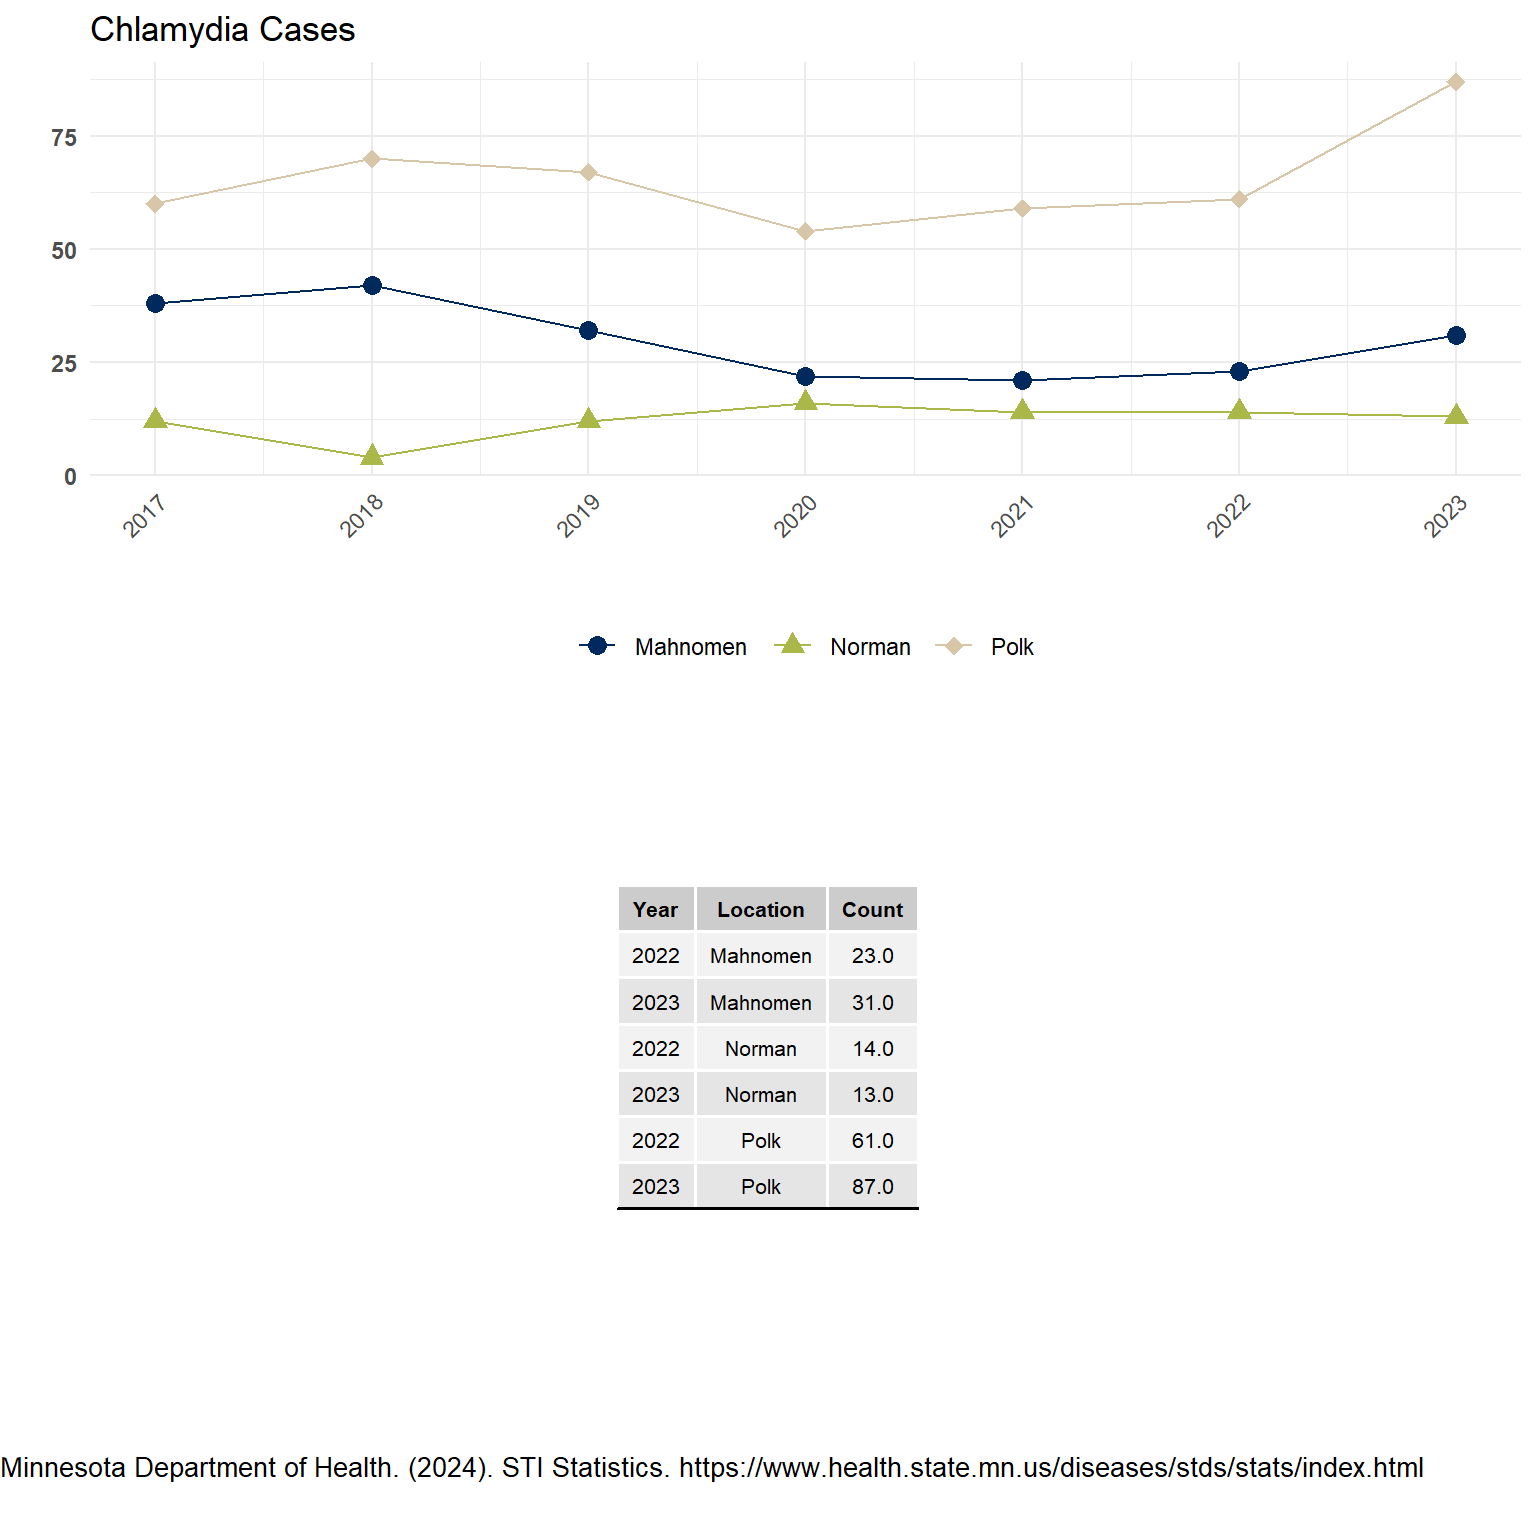 Chlamydia Cases
75
50
25
0
2017 2018 2019 2020 2021 2022 2023
Mahnomen Norman Polk
Year Location Count
2022 Mahnomen 23.0
2023 Mahnomen 31.0
2022 Norman 14.0
2023 Norman 13.0
2022 Polk 61.0
2023 Polk 87.0
Minnesota Department of Health. (2024). STI Statistics. https://www.health.state.mn.us/diseases/stds/stats/index.html